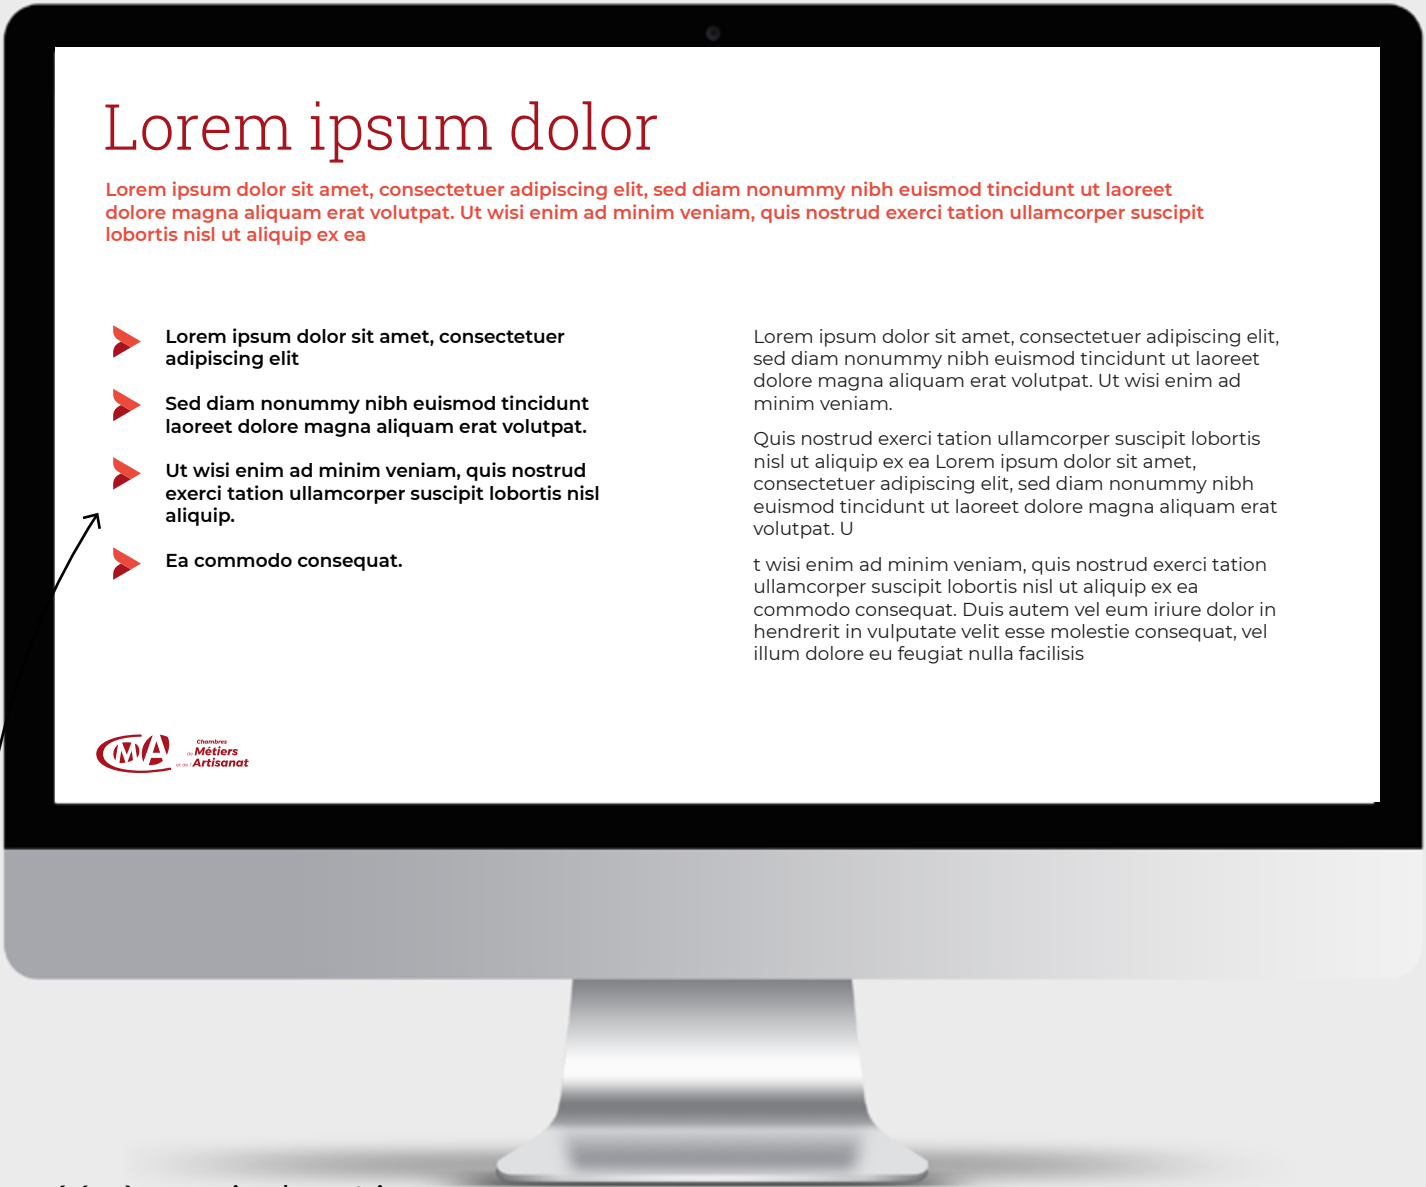 Lorem ipsum dolor
Lorem ipsum dolor sit amet, consectetuer adipiscing elit, sed diam nonummy nibh euismod tincidunt ut laoreet
dolore magna aliquam erat volutpat. Ut wisi enim ad minim veniam, quis nostrud exerci tation ullamcorper suscipit
lobortis nisl ut aliquip ex ea
Lorem ipsum dolor sit amet, consectetuer
adipiscing elit
Sed diam nonummy nibh euismod tincidunt
laoreet dolore magna aliquam erat volutpat.
Ut wisi enim ad minim veniam, quis nostrud
exerci tation ullamcorper suscipit lobortis nisl
aliquip.
Ea commodo consequat.
Lorem ipsum dolor sit amet, consectetuer adipiscing elit,
sed diam nonummy nibh euismod tincidunt ut laoreet
dolore magna aliquam erat volutpat. Ut wisi enim ad
minim veniam.
Quis nostrud exerci tation ullamcorper suscipit lobortis
nisl ut aliquip ex ea Lorem ipsum dolor sit amet,
consectetuer adipiscing elit, sed diam nonummy nibh
euismod tincidunt ut laoreet dolore magna aliquam erat
volutpat. U
t wisi enim ad minim veniam, quis nostrud exerci tation
ullamcorper suscipit lobortis nisl ut aliquip ex ea
commodo consequat. Duis autem vel eum iriure dolor in
hendrerit in vulputate velit esse molestie consequat, vel
illum dolore eu feugiat nulla facilisis
CMA
Chambres
de Métiers
et de l'Artisanat